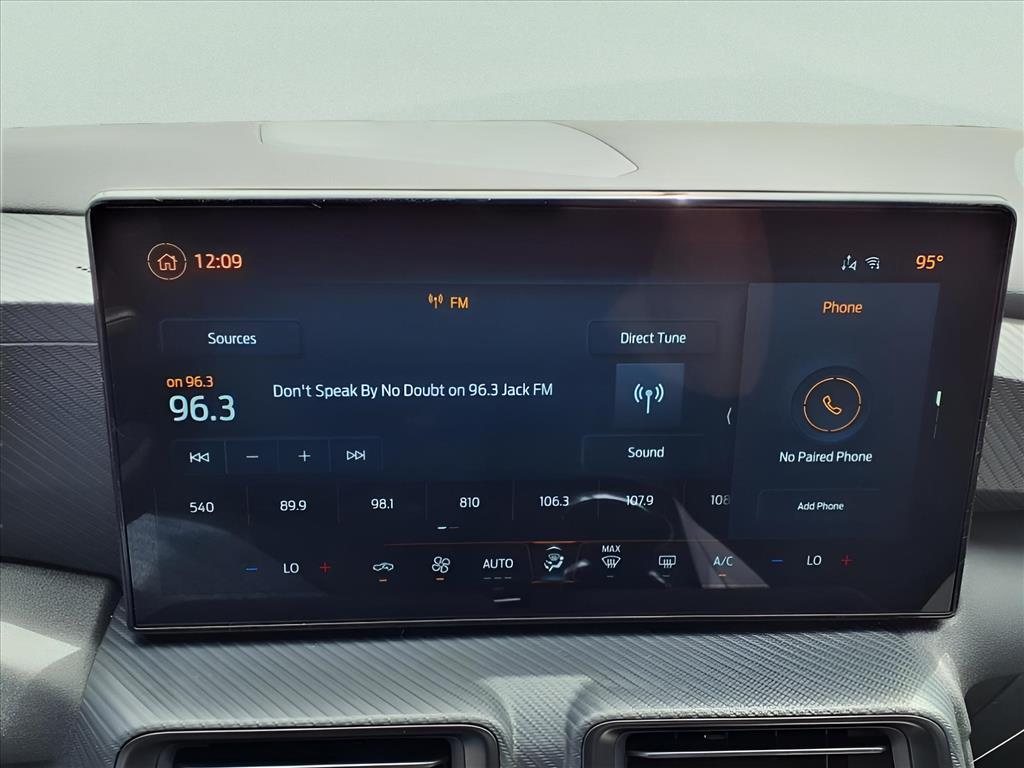 12:09
95°
FM
Phone
Sources
Direct Tune
on 96.3
96.3
Don't Speak By No Doubt on 96.3 Jack FM
Sound
No Paired Phone
540 89.9 98.1 810 106.3 107.9 108
Add Phone
LO AUTO MAX A/C LO